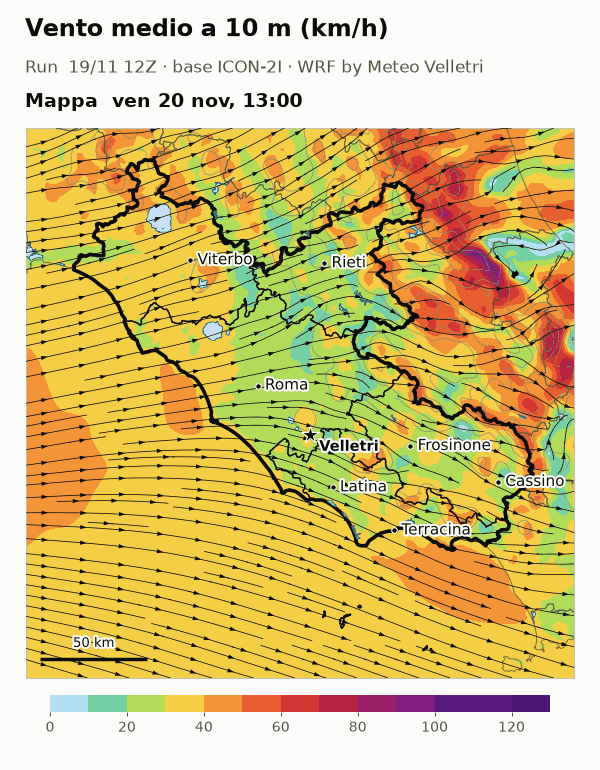 Vento medio a 10 m (km/h)
Run  19/11 12Z · base ICON-2I · WRF by Meteo Velletri
Mappa  ven 20 nov, 13:00
Viterbo
Rieti
Roma
Velletri
Frosinone
Cassino
Latina
Terracina
50 km
0 20 40 60 80 100 120